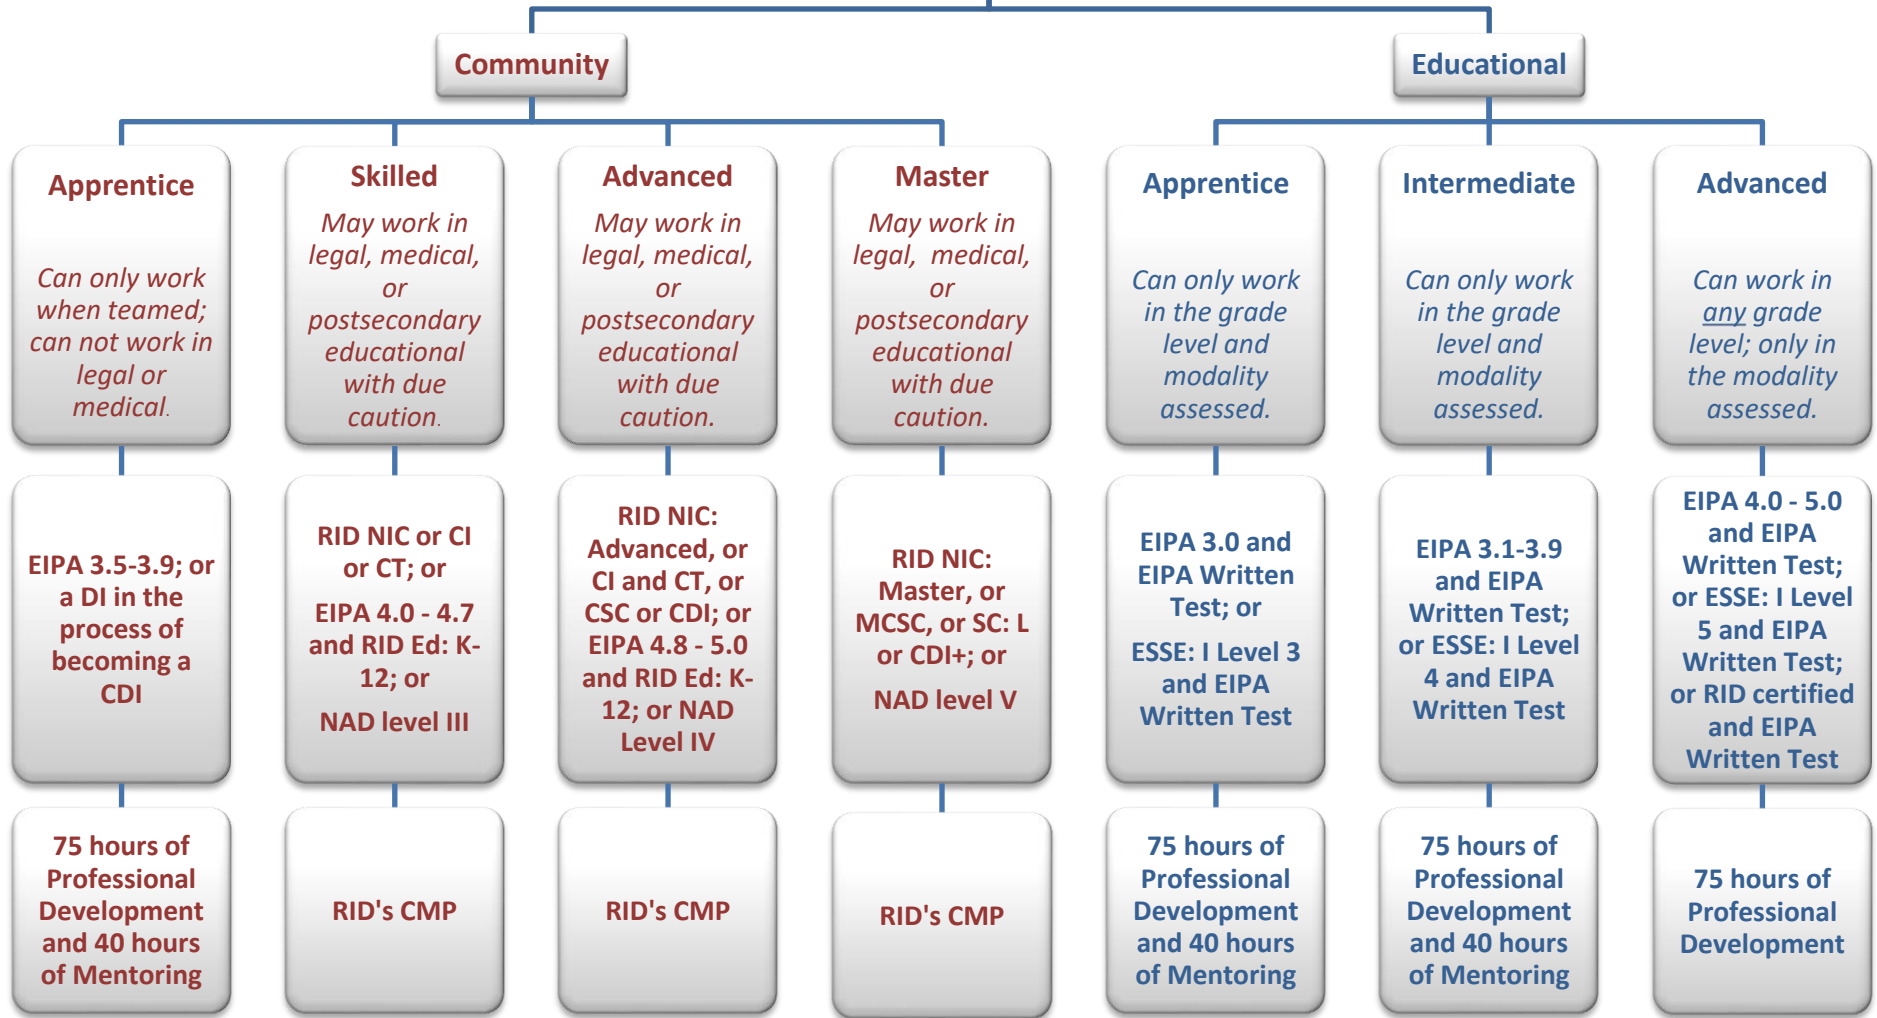 Community
Educational
Apprentice
Can only work
when teamed;
can not work in
legal or
medical.
Skilled
May work in
legal, medical,
or
postsecondary
educational
with due
caution.
Advanced
May work in
legal, medical,
or
postsecondary
educational
with due
caution.
Master
May work in
legal, medical,
or
postsecondary
educational
with due
caution.
Apprentice
Can only work
in the grade
level and
modality
assessed.
Intermediate
Can only work
in the grade
level and
modality
assessed.
Advanced
Can work in
any grade
level; only in
the modality
assessed.
EIPA 3.5-3.9; or
a DI in the
process of
becoming a
CDI
RID NIC or CI
or CT; or
EIPA 4.0 - 4.7
and RID Ed: K-
12; or
NAD level III
RID NIC:
Advanced, or
CI and CT, or
CSC or CDI; or
EIPA 4.8 - 5.0
and RID Ed: K-
12; or NAD
Level IV
RID NIC:
Master, or
MCSC, or SC: L
or CDI+; or
NAD level V
EIPA 3.0 and
EIPA Written
Test; or
ESSE: I Level 3
and EIPA
Written Test
EIPA 3.1-3.9
and EIPA
Written Test;
or ESSE: I Level
4 and EIPA
Written Test
EIPA 4.0 - 5.0
and EIPA
Written Test;
or ESSE: I Level
5 and EIPA
Written Test;
or RID certified
and EIPA
Written Test
75 hours of
Professional
Development
and 40 hours
of Mentoring
RID's CMP
RID's CMP
RID's CMP
75 hours of
Professional
Development
and 40 hours
of Mentoring
75 hours of
Professional
Development
and 40 hours
of Mentoring
75 hours of
Professional
Development